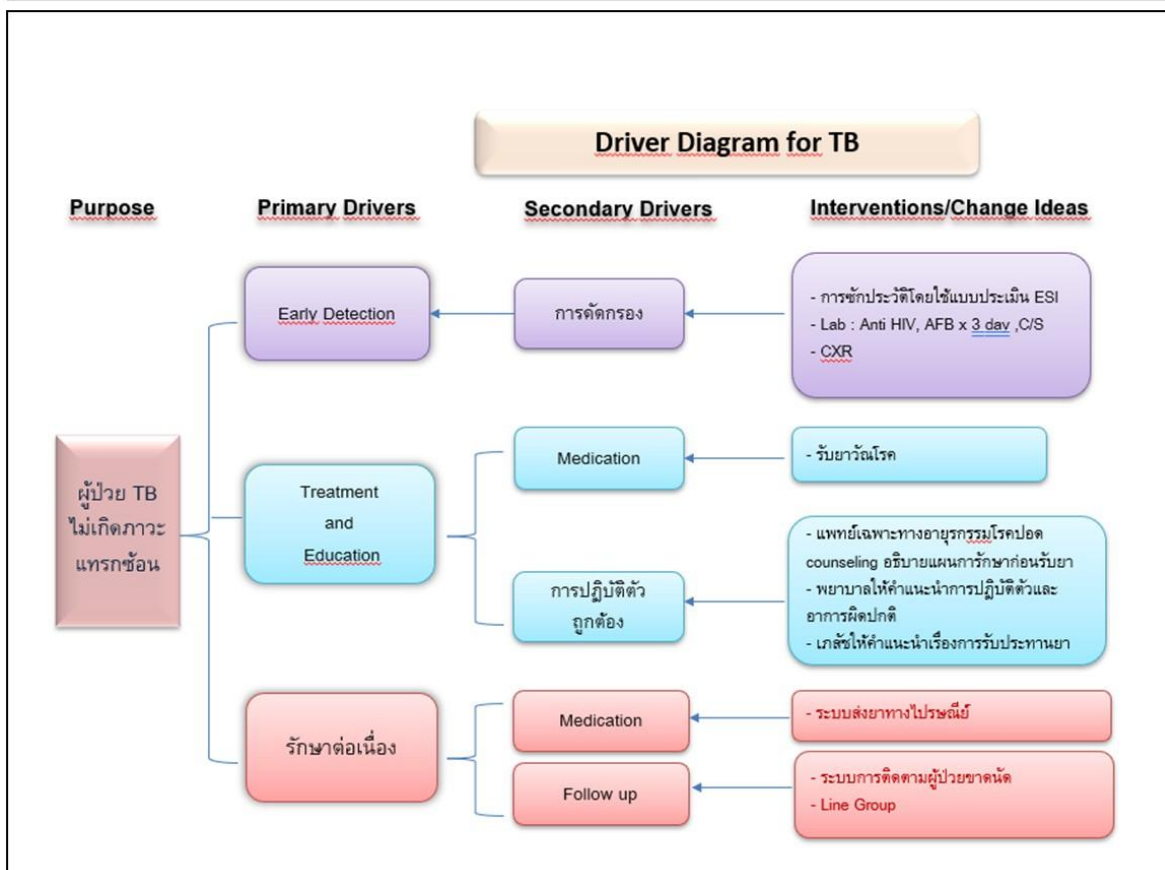 Driver Diagram for TB
Purpose
Primary Drivers
Secondary Drivers
Interventions/Change Ideas
ผู้ป่วย TB
ไม่เกิดภาวะ
แทรกซ้อน
Early Detection
การคัดกรอง
- การซักประวัติโดยใช้แบบประเมิน ESI
- Lab : Anti HIV, AFB x 3 day ,C/S
- CXR
Treatment
and
Education
Medication
- รับยาวัณโรค
การปฏิบัติตัว
ถูกต้อง
- แพทย์เฉพาะทางอายุรกรรมโรคปอด
counseling อธิบายแผนการรักษาก่อนรับยา
- พยาบาลให้คำแนะนำการปฏิบัติตัวและ
อาการผิดปกติ
- เภสัชให้คำแนะนำเรื่องการรับประทานยา
รักษาต่อเนื่อง
Medication
- ระบบส่งยาทางไปรษณีย์
Follow up
- ระบบการติดตามผู้ป่วยขาดนัด
- Line Group